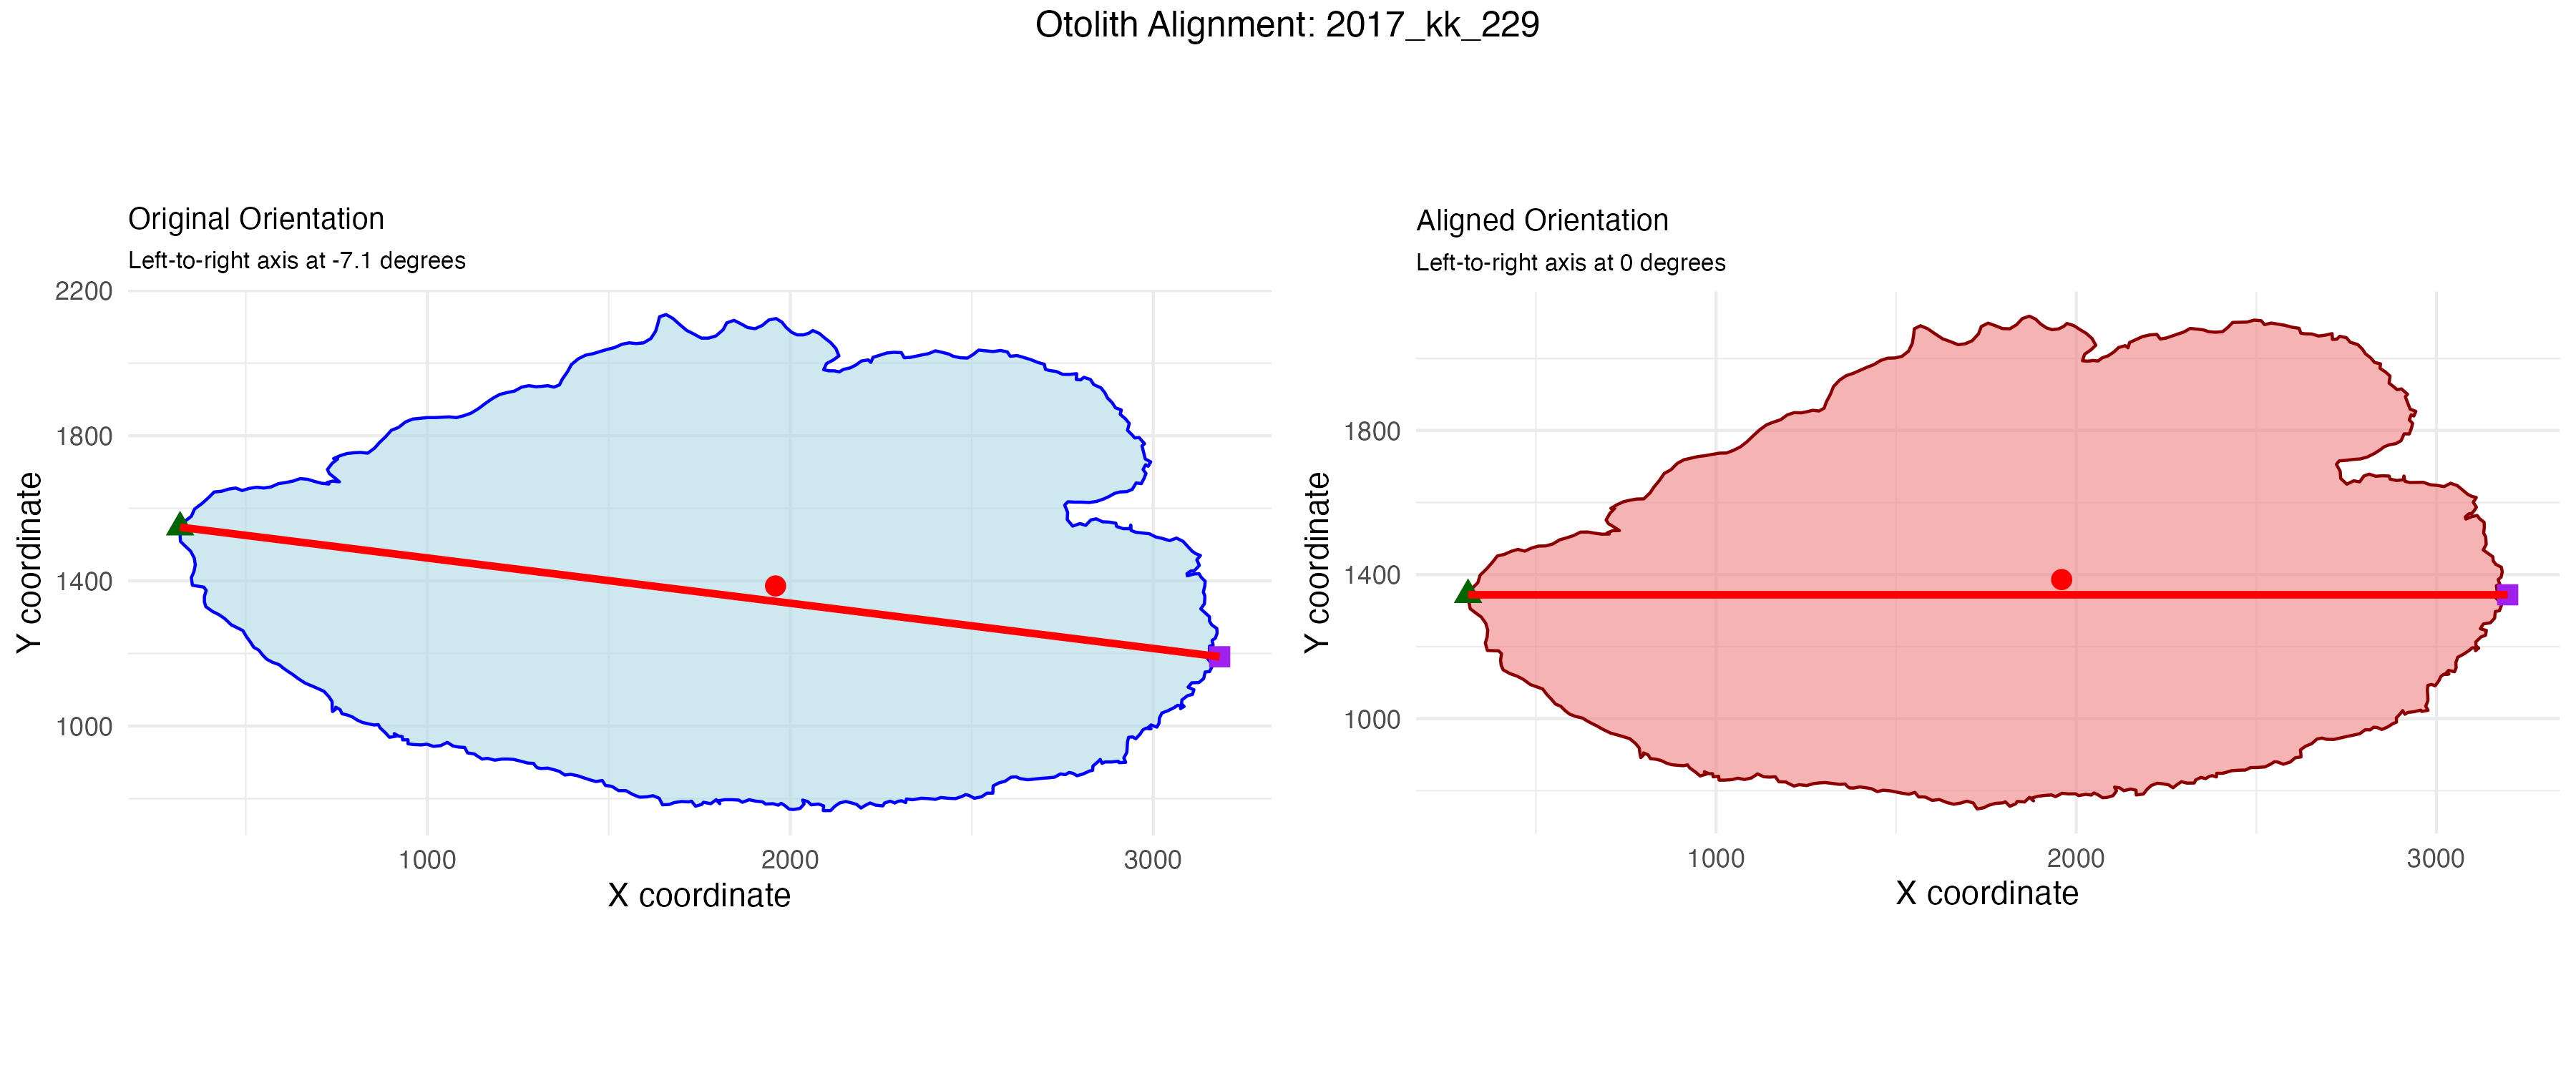 Otolith Alignment: 2017_kk_229
Original Orientation
Left-to-right axis at -7.1 degrees
2200
1800
1400
1000
Y coordinate
1000 2000 3000
X coordinate
Aligned Orientation
Left-to-right axis at 0 degrees
1800
1400
1000
Y coordinate
1000 2000 3000
X coordinate